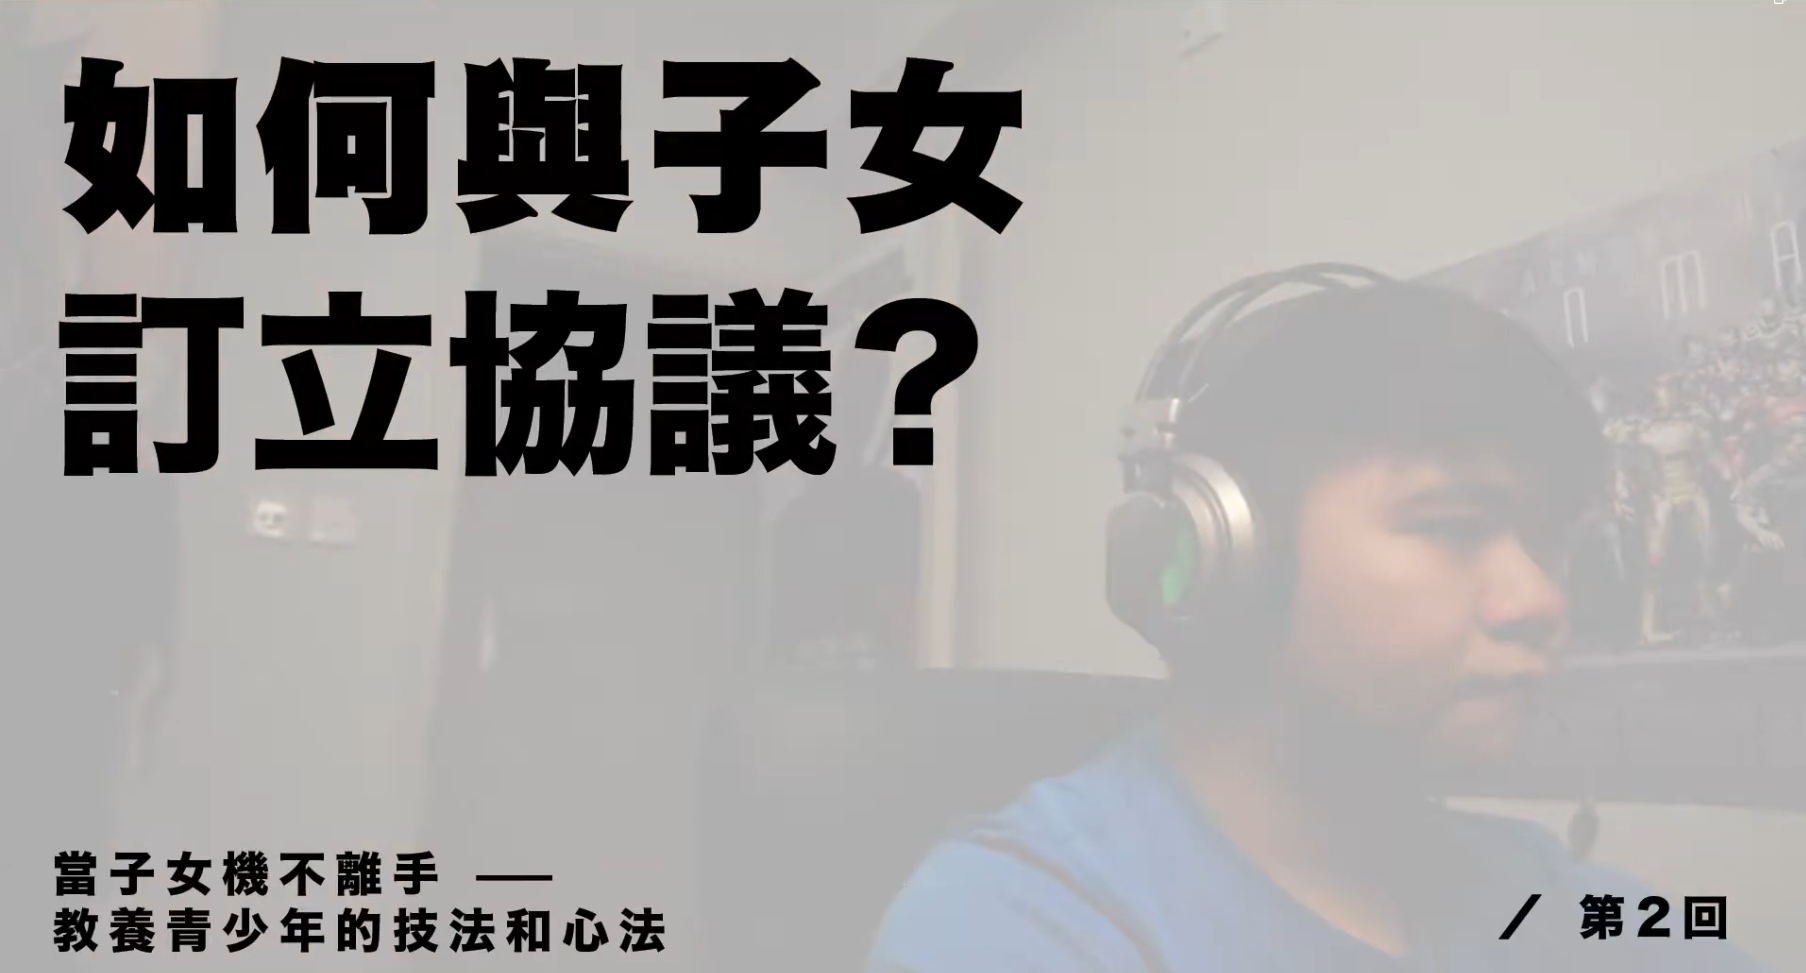 如何與子女
訂立協議？
當子女機不離手 ——
教養青少年的技法和心法
/ 第2回